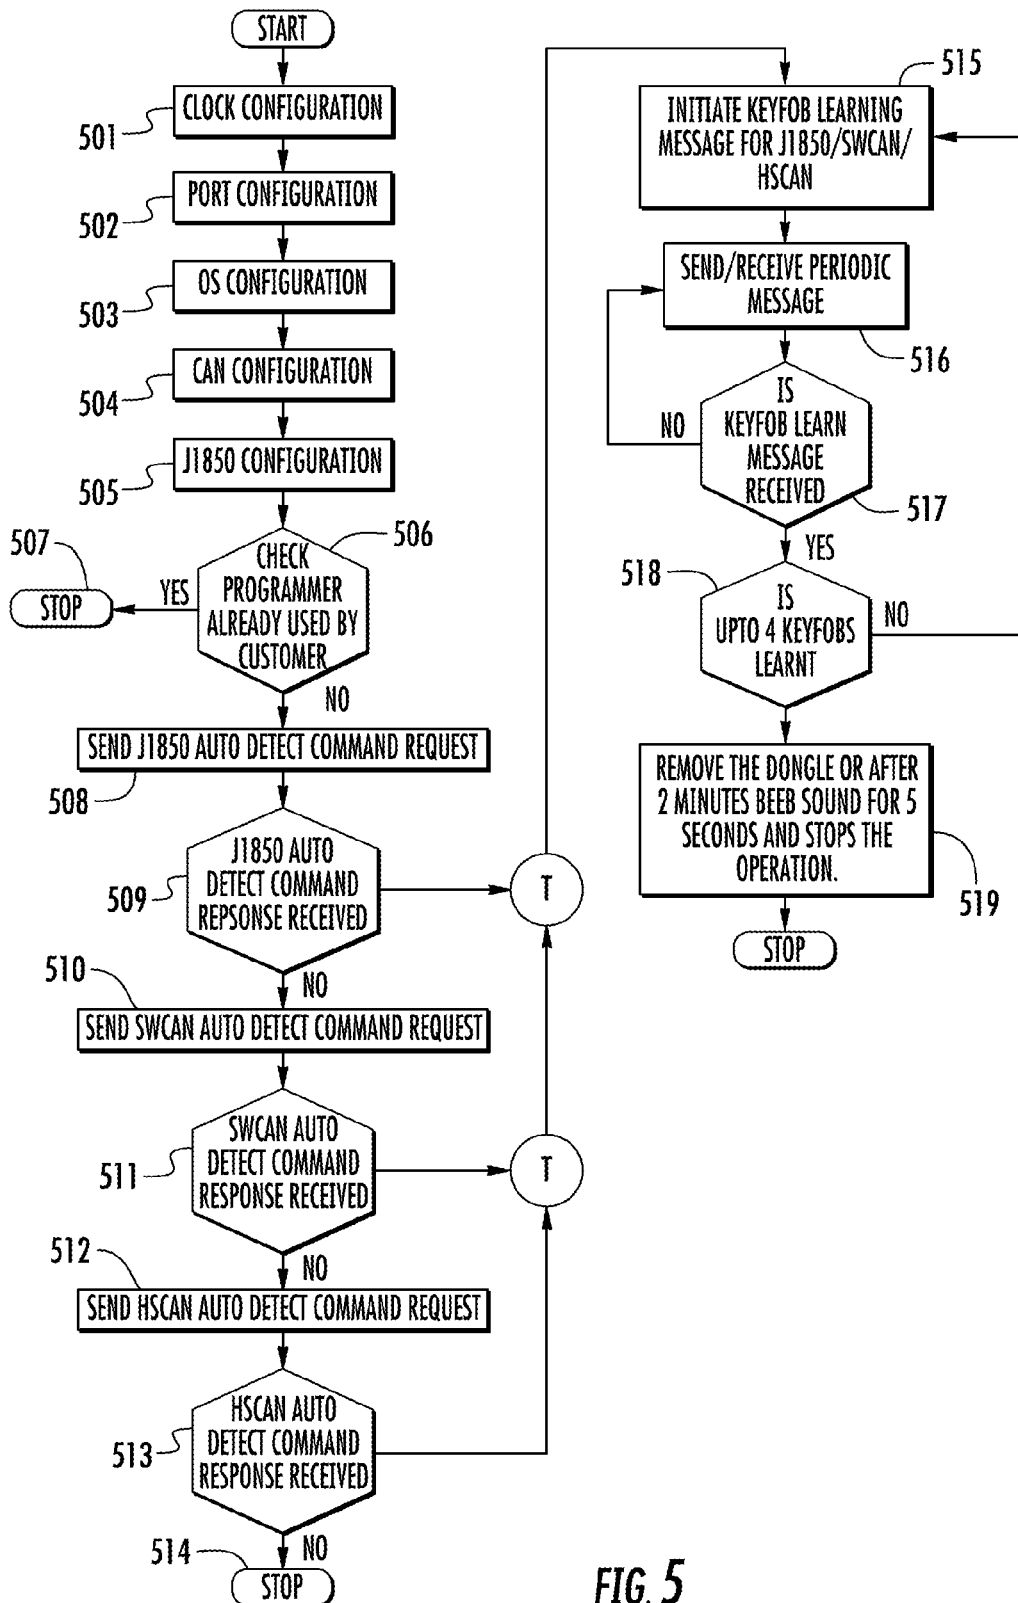 START
CLOCK CONFIGURATION
501
PORT CONFIGURATION
502
OS CONFIGURATION
503
CAN CONFIGURATION
504
J1850 CONFIGURATION
505
506
CHECK
PROGRAMMER
ALREADY USED BY
CUSTOMER
507
YES
STOP
NO
SEND J1850 AUTO DETECT COMMAND REQUEST
508
J1850 AUTO
DETECT COMMAND
REPSONSE RECEIVED
509
T
510
NO
SEND SWCAN AUTO DETECT COMMAND REQUEST
SWCAN AUTO
DETECT COMMAND
RESPONSE RECEIVED
511
T
512
NO
SEND HSCAN AUTO DETECT COMMAND REQUEST
HSCAN AUTO
DETECT COMMAND
RESPONSE RECEIVED
513
514
NO
STOP
515
INITIATE KEYFOB LEARNING
MESSAGE FOR J1850/SWCAN/
HSCAN
SEND/RECEIVE PERIODIC
MESSAGE
516
IS
KEYFOB LEARN
MESSAGE
RECEIVED
NO
517
YES
518
IS
UPTO 4 KEYFOBS
LEARNT
NO
REMOVE THE DONGLE OR AFTER
2 MINUTES BEEB SOUND FOR 5
SECONDS AND STOPS THE
OPERATION.
519
STOP
FIG. 5